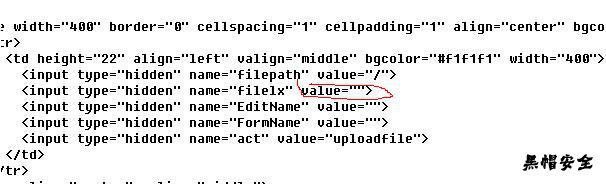 e width="400" border="0" cellspacing="1" cellpadding="1" align="center" bgco
tr>
<td height="22" align="left" valign="middle" bgcolor="#f1f1f1" width="400">
<input type="hidden" name="filepath" value="/">
<input type="hidden" name="filelx" value="">
<input type="hidden" name="EditName" value="">
<input type="hidden" name="FormName" value="">
<input type="hidden" name="act" value="uploadfile">
</td>
/tr>
黑帽安全